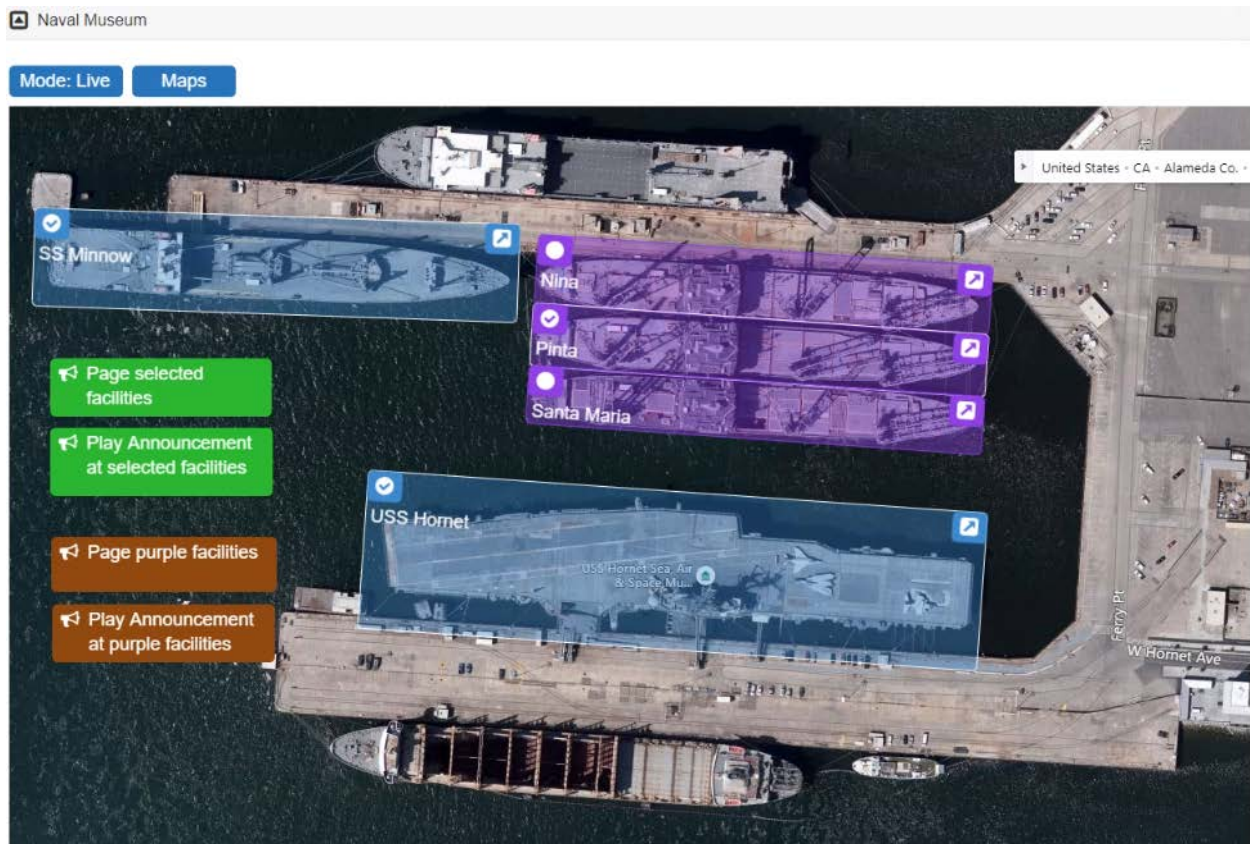 Naval Museum
Mode: Live
Maps
United States • CA • Alameda Co. •
SS Minnow
Nina
Pinta
Santa Maria
Page selected
facilities
Play Announcement
at selected facilities
USS Hornet
USS Hornet Sea, Air
& Space Mu...
Page purple facilities
Play Announcement
at purple facilities
Ferry Pt
W Hornet Ave